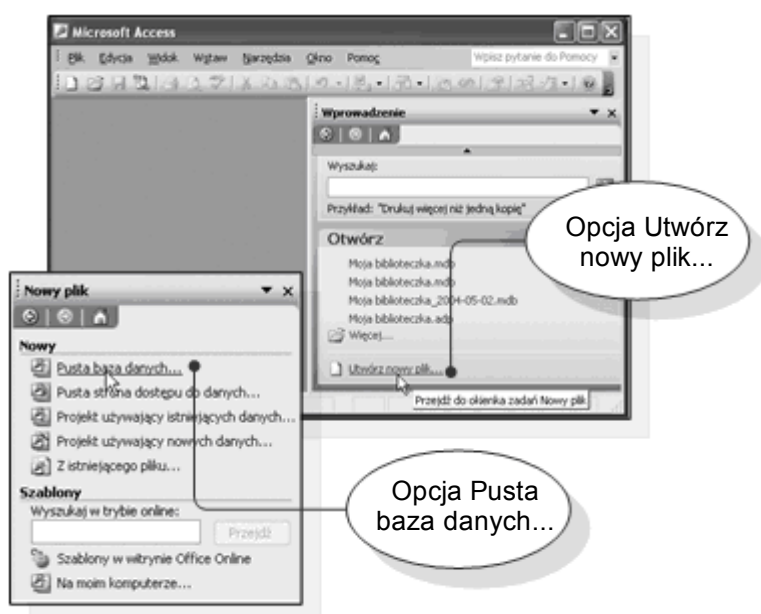 Microsoft Access
Plik Edycja Widok Wstaw Narzędzia Okno Pomoc Wpisz pytanie do Pomocy
Wprowadzenie
Wyszukaj:
Przykład: "Drukuj więcej niż jedną kopię"
Otwórz
Moja biblioteczka.mdb
Moja biblioteczka.mdb
Moja biblioteczka_2004-05-02.mdb
Moja biblioteczka.adp
Więcej...
Utwórz nowy plik...
Przejdź do okienka zadań Nowy plik
Opcja Utwórz
nowy plik...
Nowy plik
Nowy
Pusta baza danych...
Pusta strona dostępu do danych...
Projekt używający istniejących danych...
Projekt używający nowych danych...
Z istniejącego pliku...
Szablony
Wyszukaj w trybie online:
Przejdź
Szablony w witrynie Office Online
Na moim komputerze...
Opcja Pusta
baza danych...